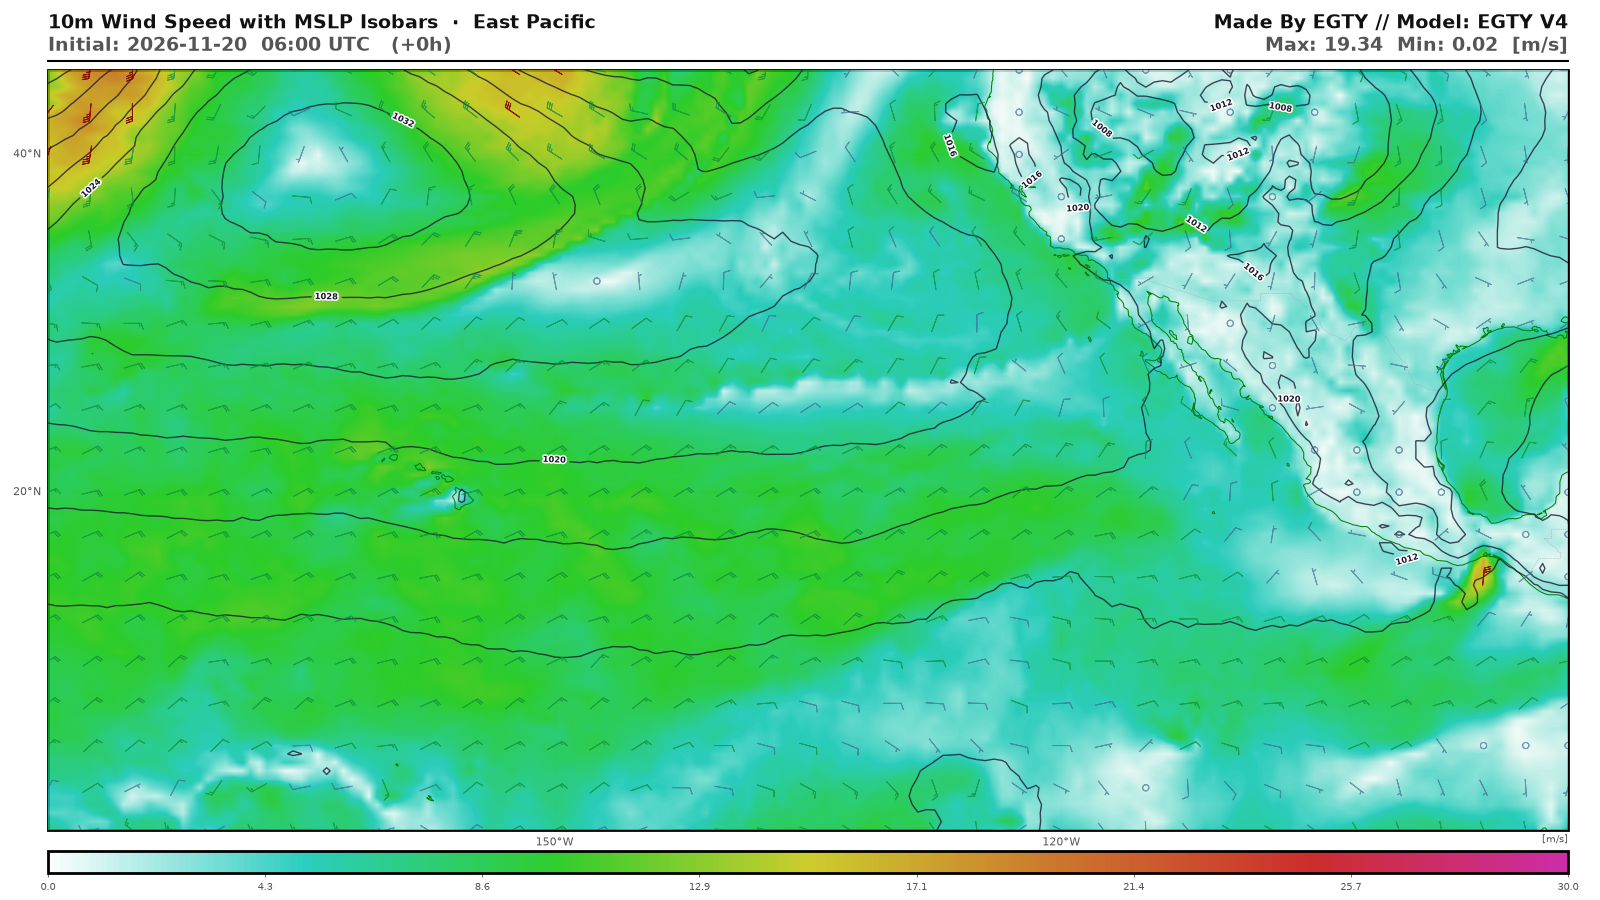 10m Wind Speed with MSLP Isobars · East Pacific
Made By EGTY // Model: EGTY V4
Initial: 2026-11-20 06:00 UTC (+0h)
Max: 19.34 Min: 0.02 [m/s]
1032
1012
1008
1008
1016
1012
40°N
1016
1024
1020
1012
1016
1028
1020
1020
20°N
1012
150°W
120°W
[m/s]
0.0
4.3
8.6
12.9
17.1
21.4
25.7
30.0